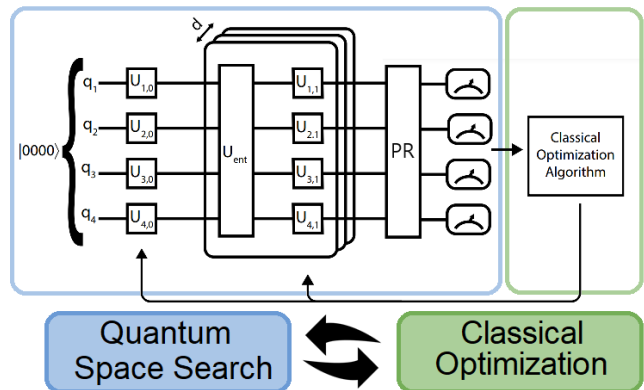 d
|0000⟩
q1 U1,0 U1,1
q2 U2,0 U2.1
q3 U3,0 U3,1
q4 U4,0 U4,1
Uent
PR
Classical
Optimization
Algorithm
Quantum
Space Search
Classical
Optimization